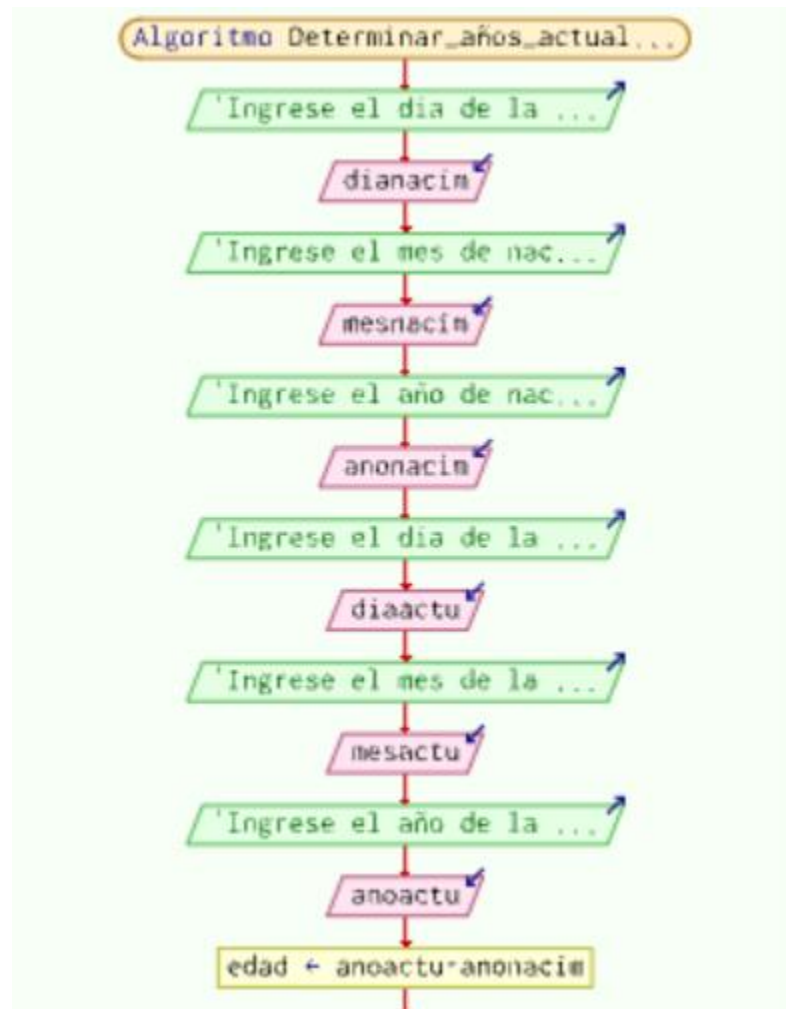 Algoritmo Determinar_años_actual...
'Ingrese el dia de la ...
dianacim
'Ingrese el mes de nac...
mesnacim
'Ingrese el año de nac...
anonacim
'Ingrese el dia de la ...
diaactu
'Ingrese el mes de la ...
mesactu
'Ingrese el año de la ...
anoactu
edad ← anoactu-anonacim